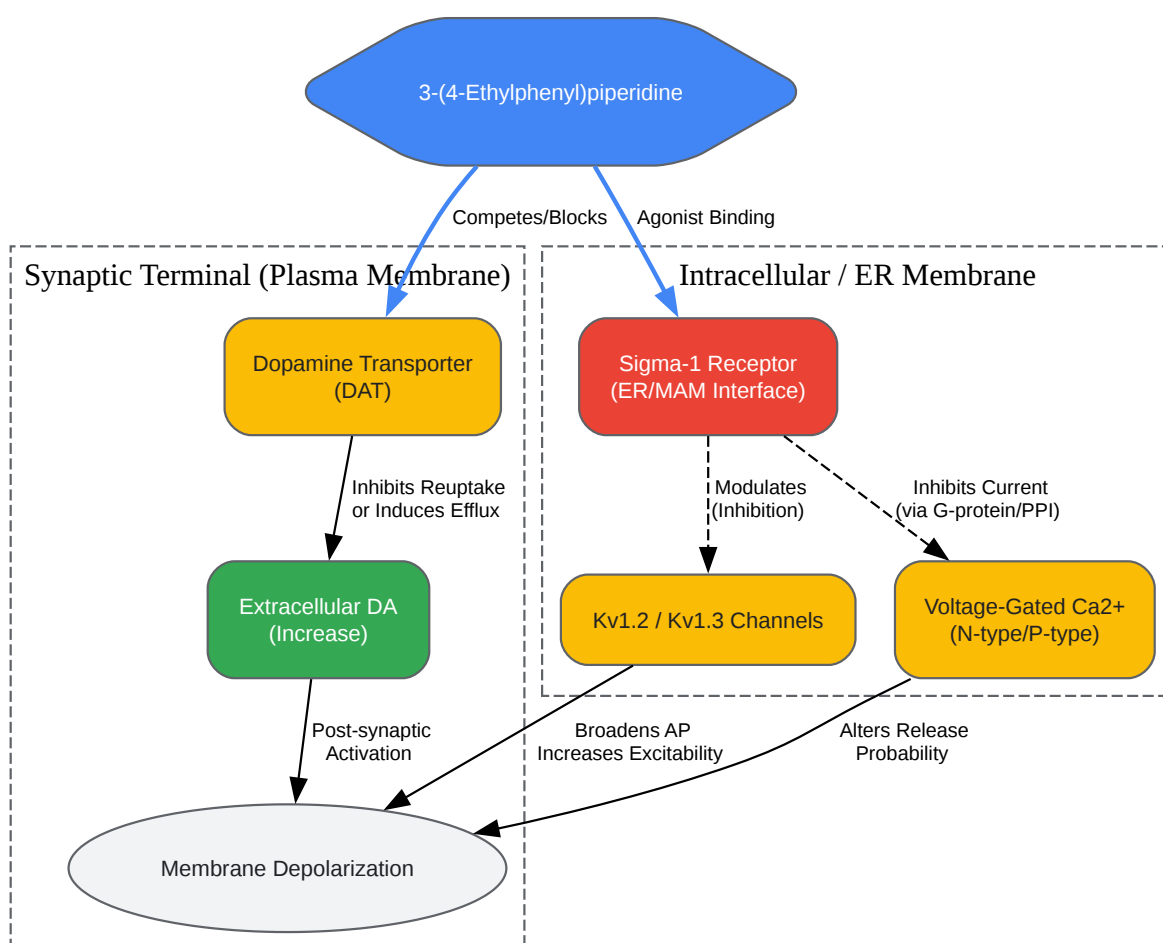 3-(4-Ethylphenyl)piperidine
Competes/Blocks
Agonist Binding
Synaptic Terminal (Plasma Membrane)
Intracellular / ER Membrane
Dopamine Transporter
(DAT)
Sigma-1 Receptor
(ER/MAM Interface)
Inhibits Reuptake
or Induces Efflux
Modulates
(Inhibition)
Inhibits Current
(via G-protein/PPI)
Extracellular DA
(Increase)
Kv1.2 / Kv1.3 Channels
Voltage-Gated Ca2+
(N-type/P-type)
Post-synaptic
Activation
Broadens AP
Increases Excitability
Alters Release
Probability
Membrane Depolarization